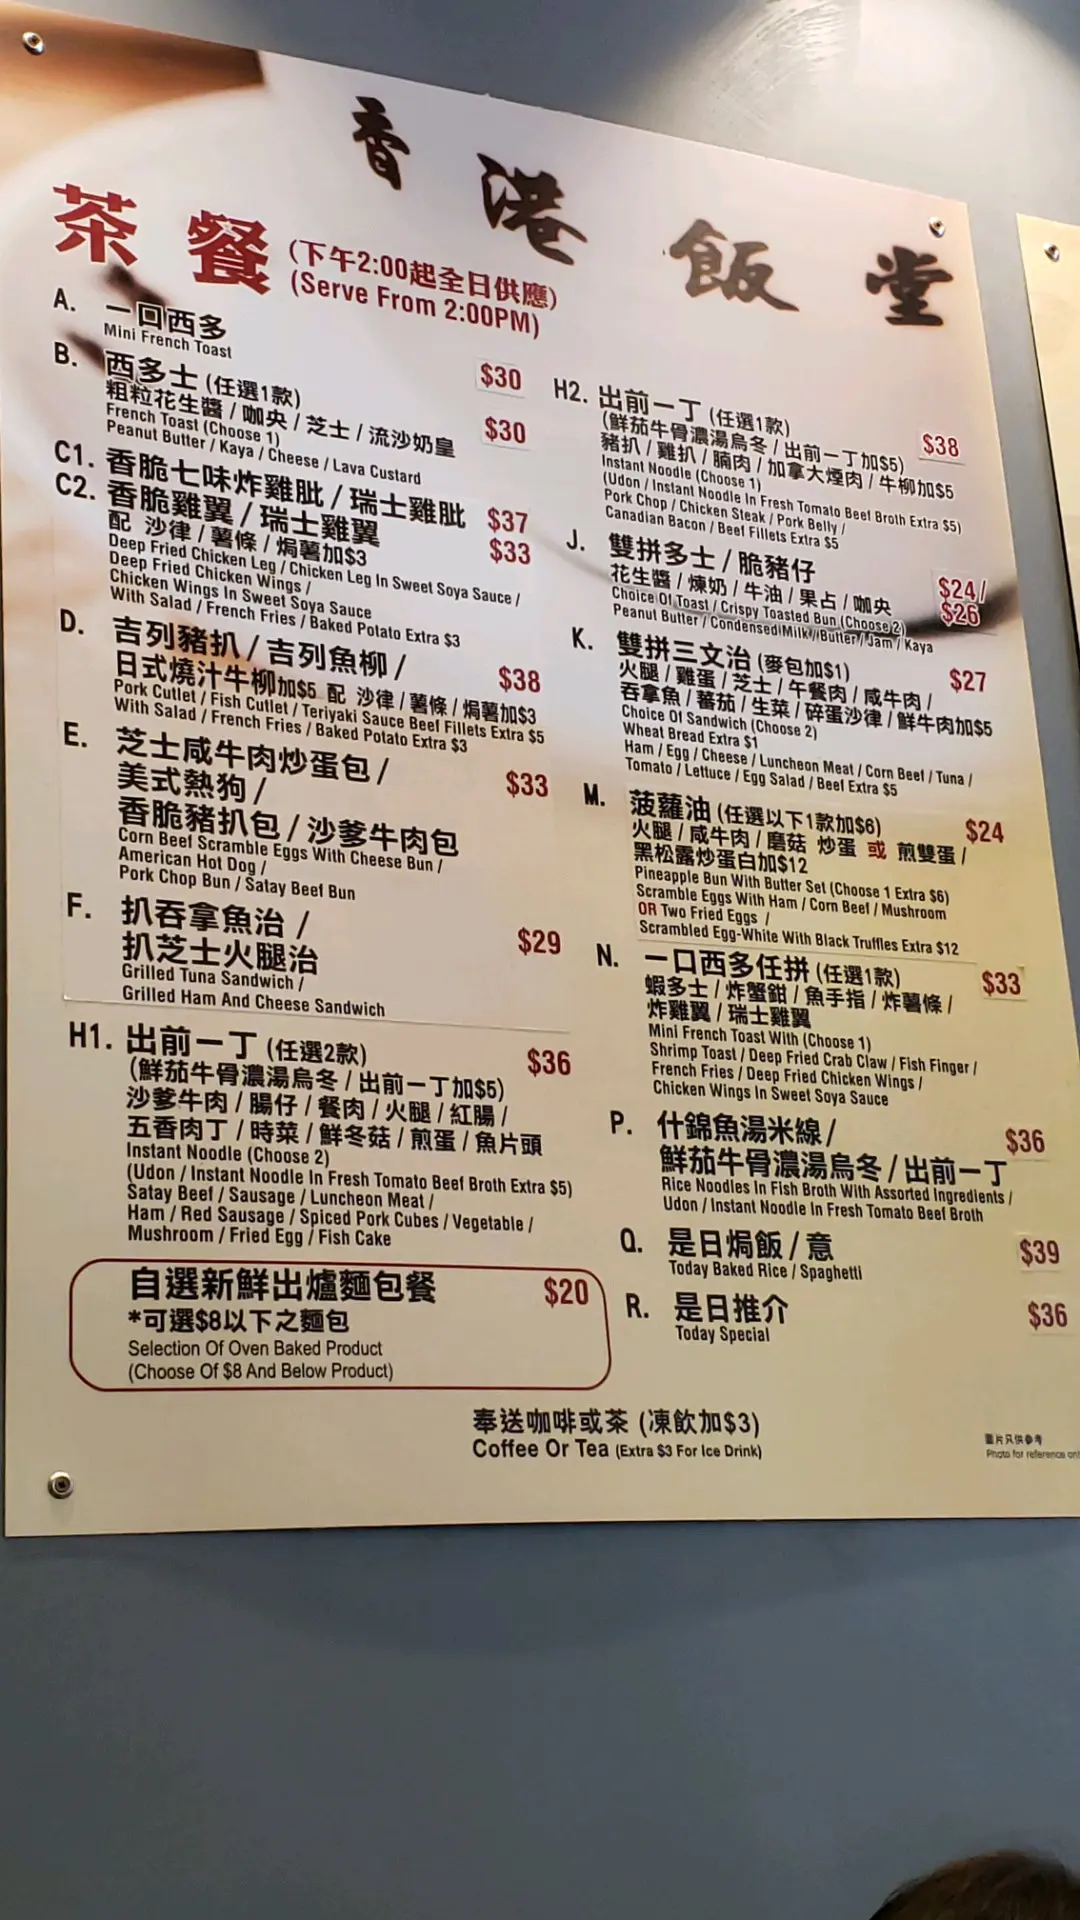 香港飯堂
茶餐 (下午2:00起全日供應)
(Serve From 2:00PM)
A. 一口西多 $30
Mini French Toast
B. 西多士 (任選1款) $30
粗粒花生醬 / 咖央 / 芝士 / 流沙奶皇
French Toast (Choose 1)
Peanut Butter / Kaya / Cheese / Lava Custard
C1. 香脆七味炸雞肶 / 瑞士雞肶 $37
C2. 香脆雞翼 / 瑞士雞翼 $33
配 沙律 / 薯條 / 焗薯加$3
Deep Fried Chicken Leg / Chicken Leg In Sweet Soya Sauce /
Deep Fried Chicken Wings /
Chicken Wings In Sweet Soya Sauce
With Salad / French Fries / Baked Potato Extra $3
D. 吉列豬扒 / 吉列魚柳 / $38
日式燒汁牛柳加$5 配 沙律 / 薯條 / 焗薯加$3
Pork Cutlet / Fish Cutlet / Teriyaki Sauce Beef Fillets Extra $5
With Salad / French Fries / Baked Potato Extra $3
E. 芝士咸牛肉炒蛋包 / $33
美式熱狗 /
香脆豬扒包 / 沙爹牛肉包
Corn Beef Scramble Eggs With Cheese Bun /
American Hot Dog /
Pork Chop Bun / Satay Beef Bun
F. 扒吞拿魚治 / $29
扒芝士火腿治
Grilled Tuna Sandwich /
Grilled Ham And Cheese Sandwich
H1. 出前一丁 (任選2款) $36
(鮮茄牛骨濃湯烏冬 / 出前一丁加$5)
沙爹牛肉 / 腸仔 / 餐肉 / 火腿 / 紅腸 /
五香肉丁 / 時菜 / 鮮冬菇 / 煎蛋 / 魚片頭
Instant Noodle (Choose 2)
(Udon / Instant Noodle In Fresh Tomato Beef Broth Extra $5)
Satay Beef / Sausage / Luncheon Meat /
Ham / Red Sausage / Spiced Pork Cubes / Vegetable /
Mushroom / Fried Egg / Fish Cake
自選新鮮出爐麵包餐 $20
*可選$8以下之麵包
Selection Of Oven Baked Product
(Choose Of $8 And Below Product)
H2. 出前一丁 (任選1款) $38
(鮮茄牛骨濃湯烏冬 / 出前一丁加$5)
豬扒 / 雞扒 / 腩肉 / 加拿大煙肉 / 牛柳加$5
Instant Noodle (Choose 1)
(Udon / Instant Noodle In Fresh Tomato Beef Broth Extra $5)
Pork Chop / Chicken Steak / Pork Belly /
Canadian Bacon / Beef Fillets Extra $5
J. 雙拼多士 / 脆豬仔 $24 / $26
花生醬 / 煉奶 / 牛油 / 果占 / 咖央
Choice Of Toast / Crispy Toasted Bun (Choose 2)
Peanut Butter / Condensed Milk / Butter / Jam / Kaya
K. 雙拼三文治 (麥包加$1) $27
火腿 / 雞蛋 / 芝士 / 午餐肉 / 咸牛肉 /
吞拿魚 / 蕃茄 / 生菜 / 碎蛋沙律 / 鮮牛肉加$5
Choice Of Sandwich (Choose 2)
Wheat Bread Extra $1
Ham / Egg / Cheese / Luncheon Meat / Corn Beef / Tuna /
Tomato / Lettuce / Egg Salad / Beef Extra $5
M. 菠蘿油 (任選以下1款加$6) $24
火腿 / 咸牛肉 / 磨菇 炒蛋 或 煎雙蛋 /
黑松露炒蛋白加$12
Pineapple Bun With Butter Set (Choose 1 Extra $6)
Scramble Eggs With Ham / Corn Beef / Mushroom
OR Two Fried Eggs /
Scrambled Egg-White With Black Truffles Extra $12
N. 一口西多任拼 (任選1款) $33
蝦多士 / 炸蟹鉗 / 魚手指 / 炸薯條 /
炸雞翼 / 瑞士雞翼
Mini French Toast With (Choose 1)
Shrimp Toast / Deep Fried Crab Claw / Fish Finger /
French Fries / Deep Fried Chicken Wings /
Chicken Wings In Sweet Soya Sauce
P. 什錦魚湯米線 / $36
鮮茄牛骨濃湯烏冬 / 出前一丁
Rice Noodles In Fish Broth With Assorted Ingredients /
Udon / Instant Noodle In Fresh Tomato Beef Broth
Q. 是日焗飯 / 意 $39
Today Baked Rice / Spaghetti
R. 是日推介 $36
Today Special
奉送咖啡或茶 (凍飲加$3)
Coffee Or Tea (Extra $3 For Ice Drink)
圖片只供參考
Photo for reference on